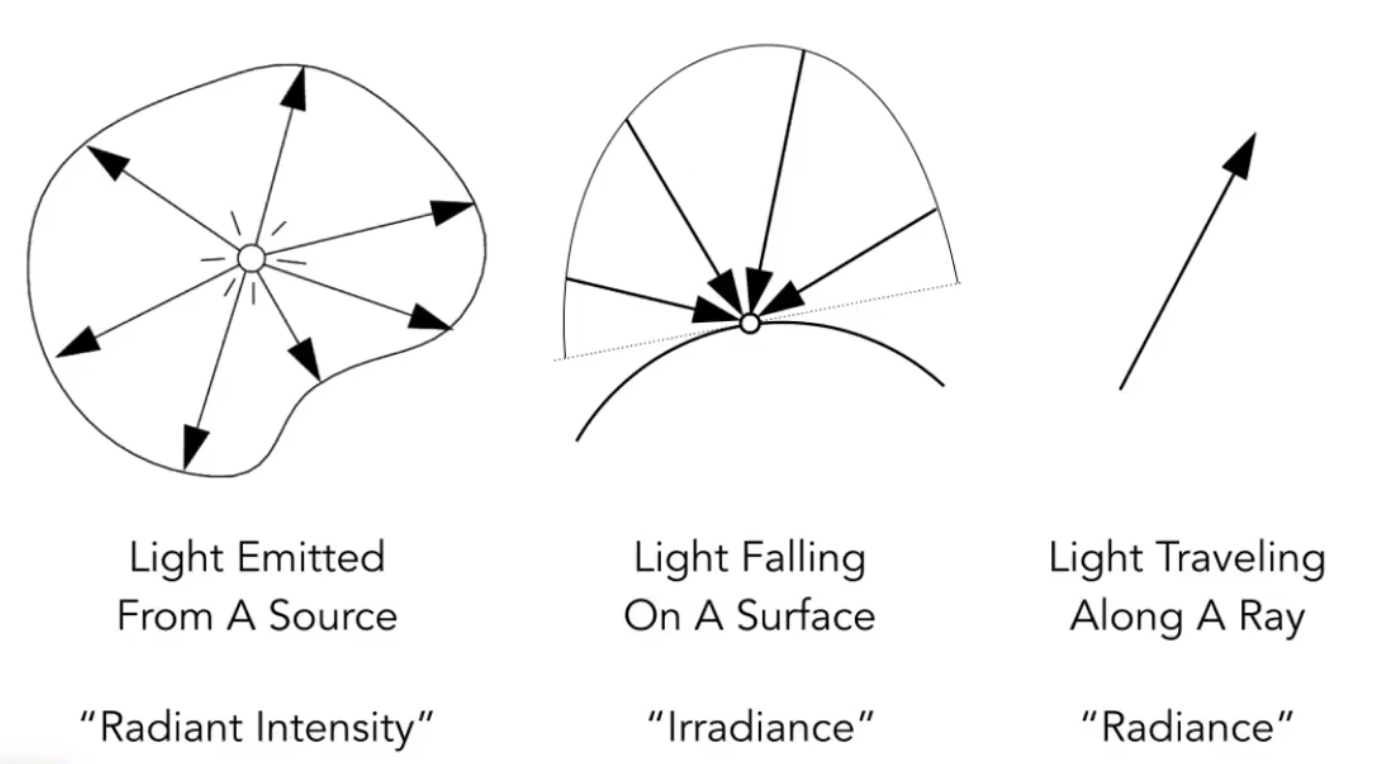 Light Emitted
From A Source
“Radiant Intensity”
Light Falling
On A Surface
“Irradiance”
Light Traveling
Along A Ray
“Radiance”